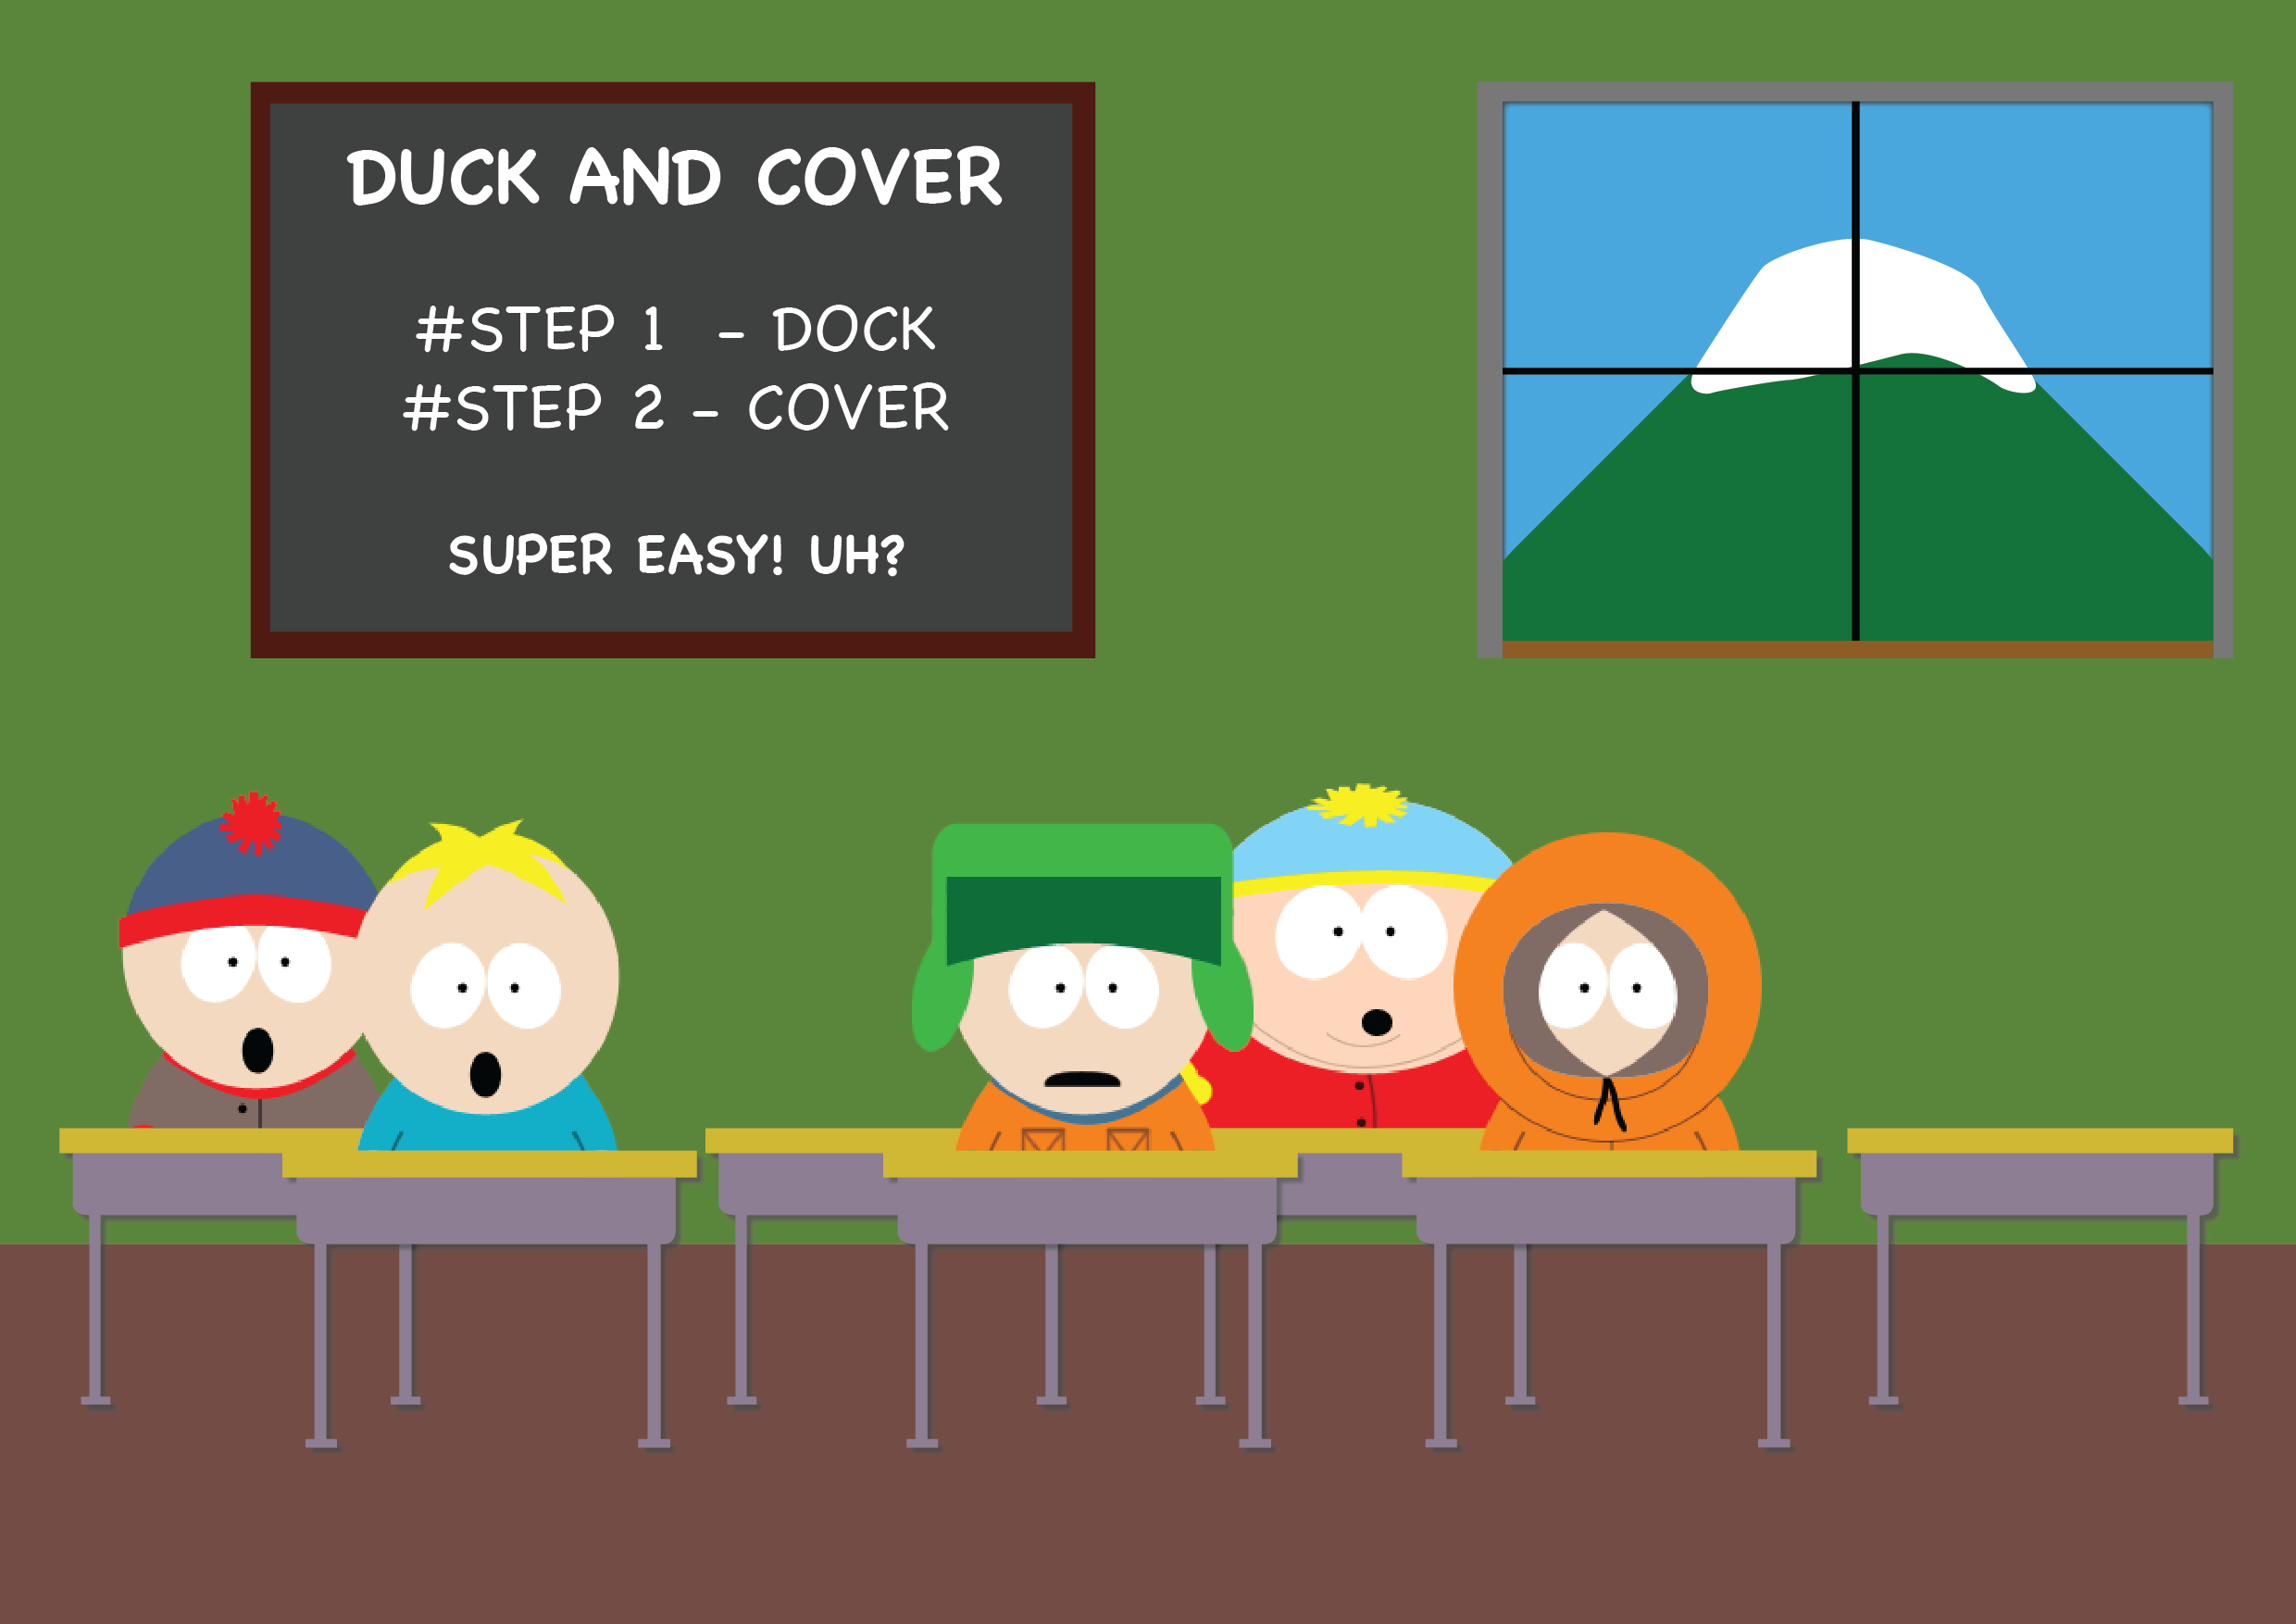 DUCK AND COVER
#STEP 1 - DOCK
#STEP 2 - COVER
SUPER EASY! UH?